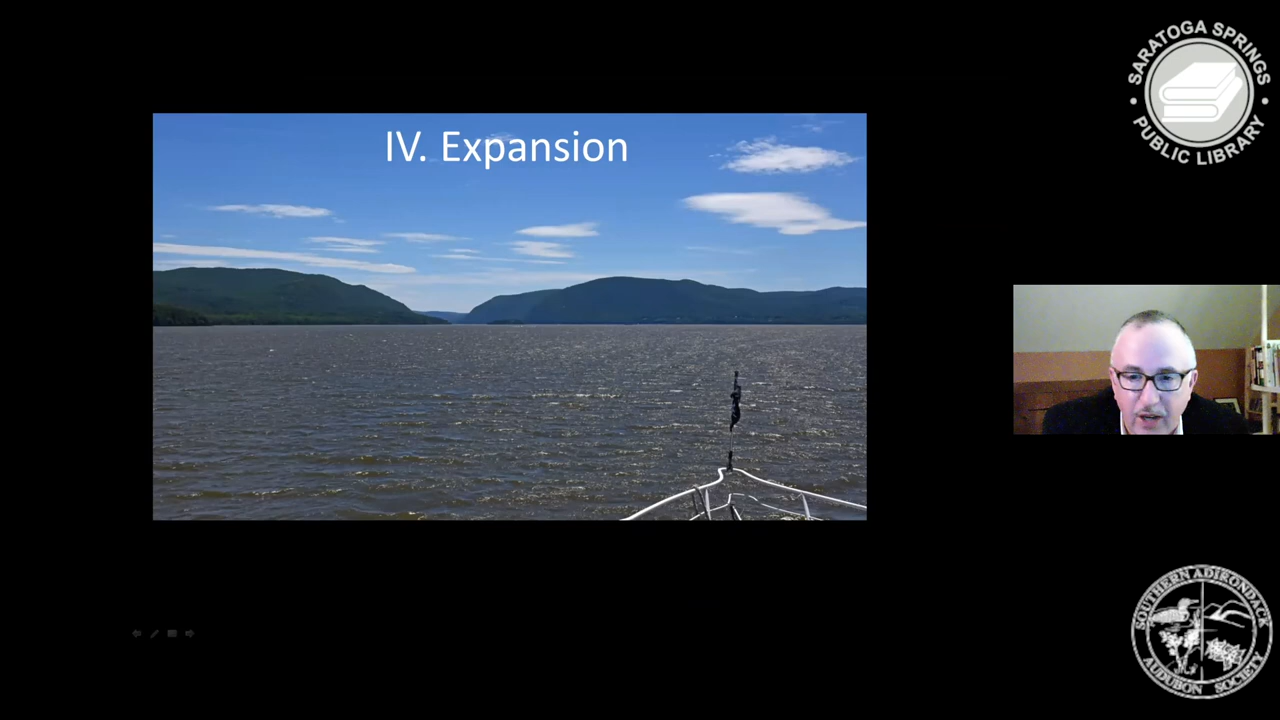 IV. Expansion
SARATOGA SPRINGS
PUBLIC LIBRARY
SOUTHERN ADIRONDACK
AUDUBON SOCIETY